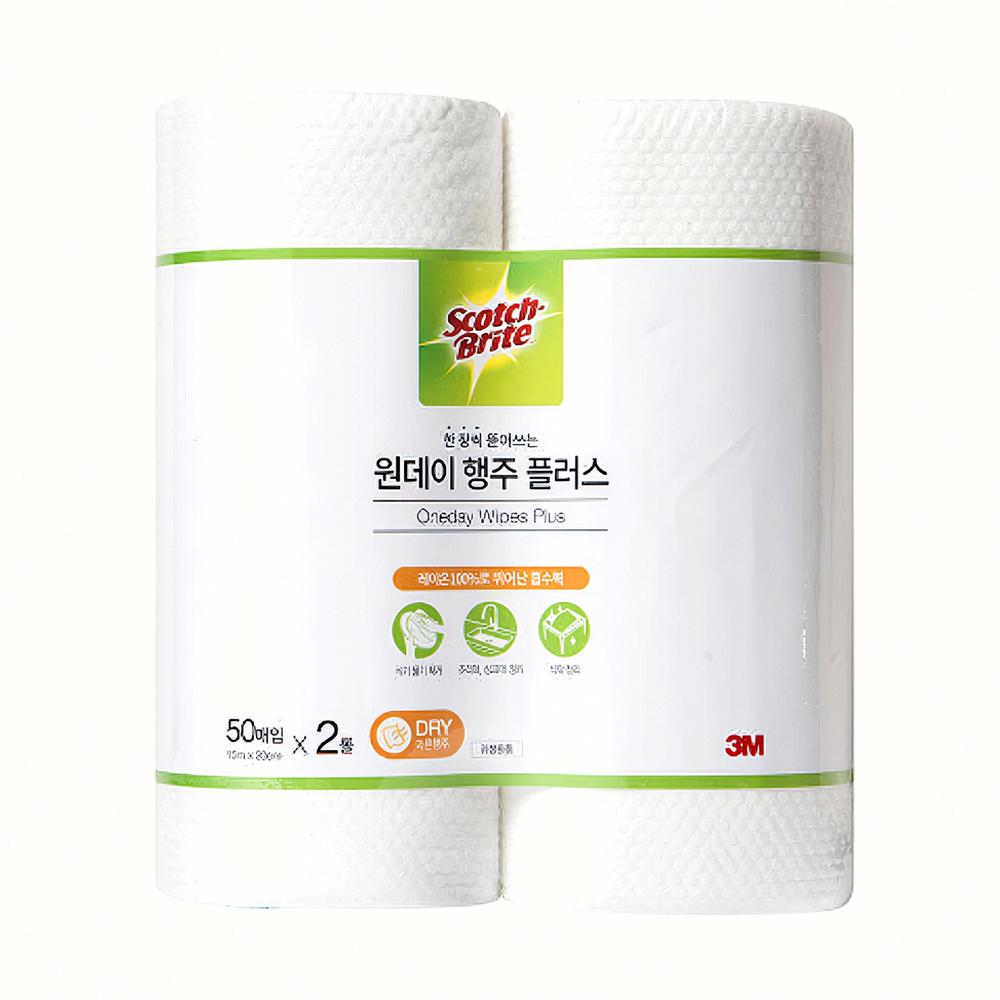 Scotch-
Brite
한 장씩 뜯어쓰는
원데이 행주 플러스
Oneday Wipes Plus
레이온 100%로 뛰어난 흡수력
50매입 x 2롤
DRY
3M